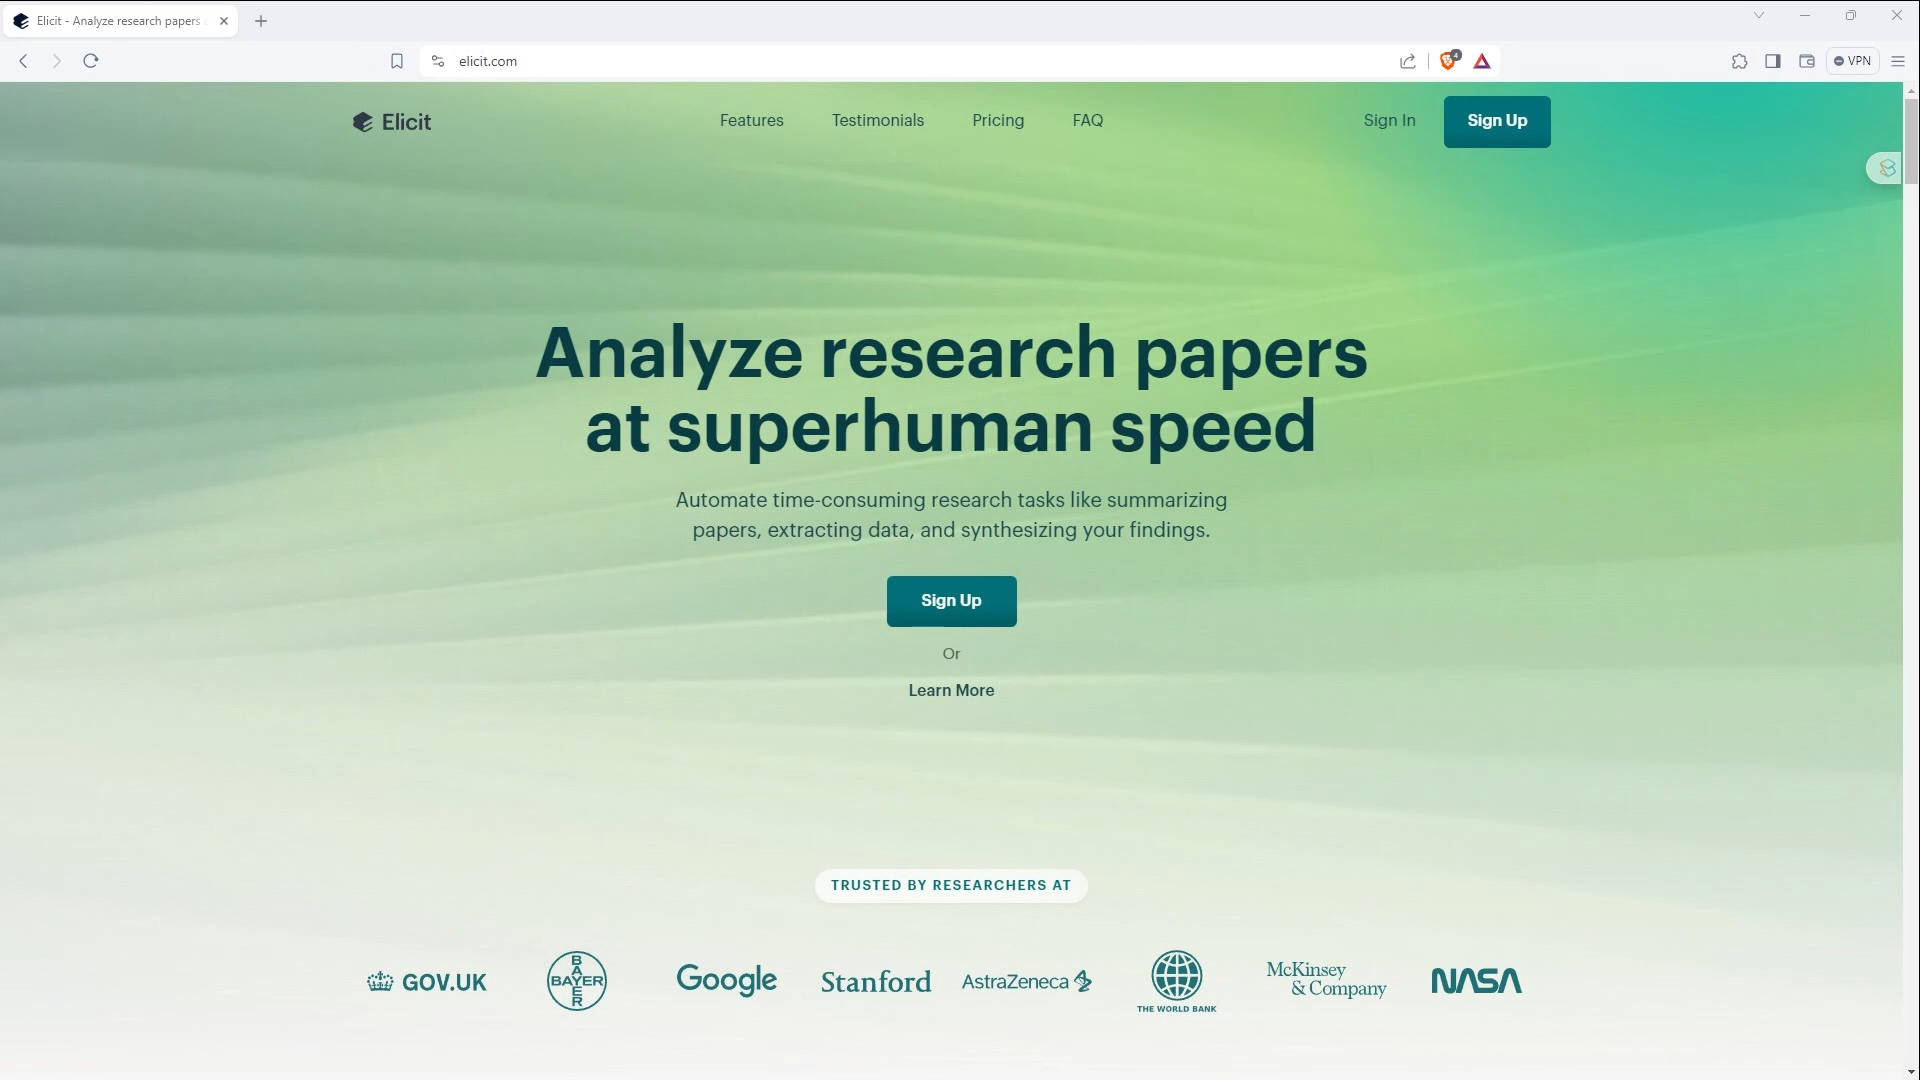 Elicit - Analyze research papers
elicit.com
4
VPN
Elicit
Features
Testimonials
Pricing
FAQ
Sign In
Sign Up
Analyze research papers
at superhuman speed
Automate time-consuming research tasks like summarizing
papers, extracting data, and synthesizing your findings.
Sign Up
Or
Learn More
TRUSTED BY RESEARCHERS AT
GOV.UK
BAYER
BAYER
Google
Stanford
AstraZeneca
THE WORLD BANK
McKinsey
& Company
NASA